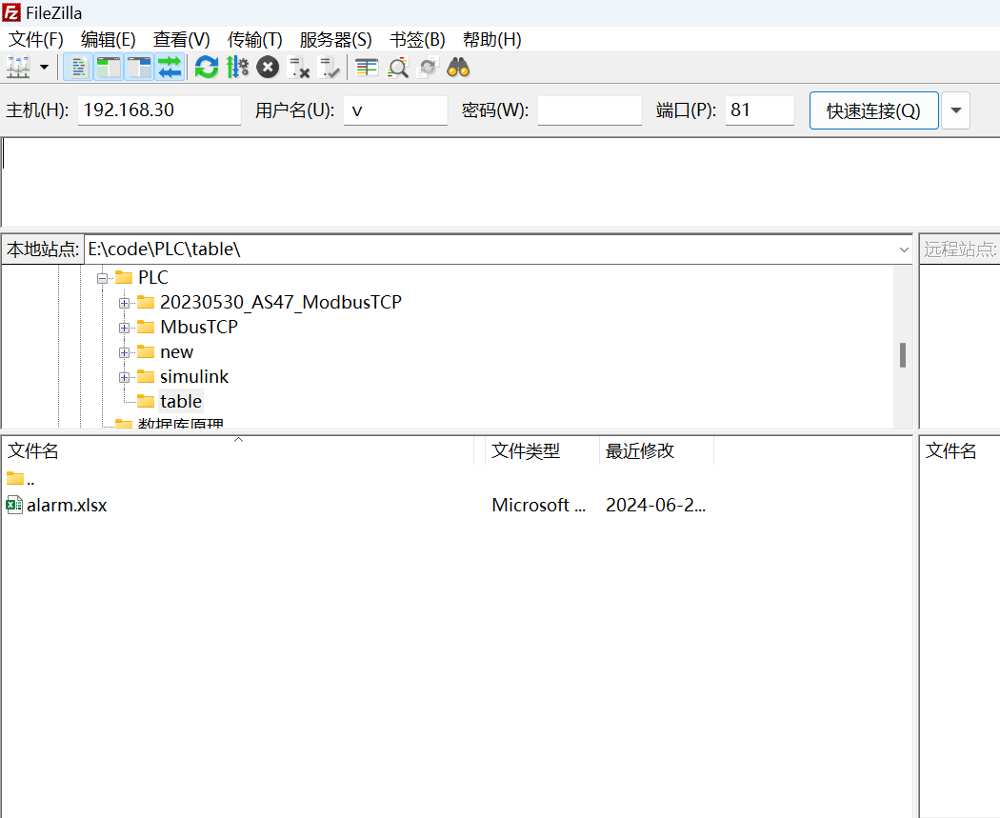 FileZilla
文件(F) 编辑(E) 查看(V) 传输(T) 服务器(S) 书签(B) 帮助(H)
主机(H): 192.168.30 用户名(U): v 密码(W): 端口(P): 81 快速连接(Q)
本地站点: E:\code\PLC\table\ 远程站点:
PLC
20230530_AS47_ModbusTCP
MbusTCP
new
simulink
table
数据库原理
文件名 文件类型 最近修改 文件名
..
alarm.xlsx Microsoft ... 2024-06-2...